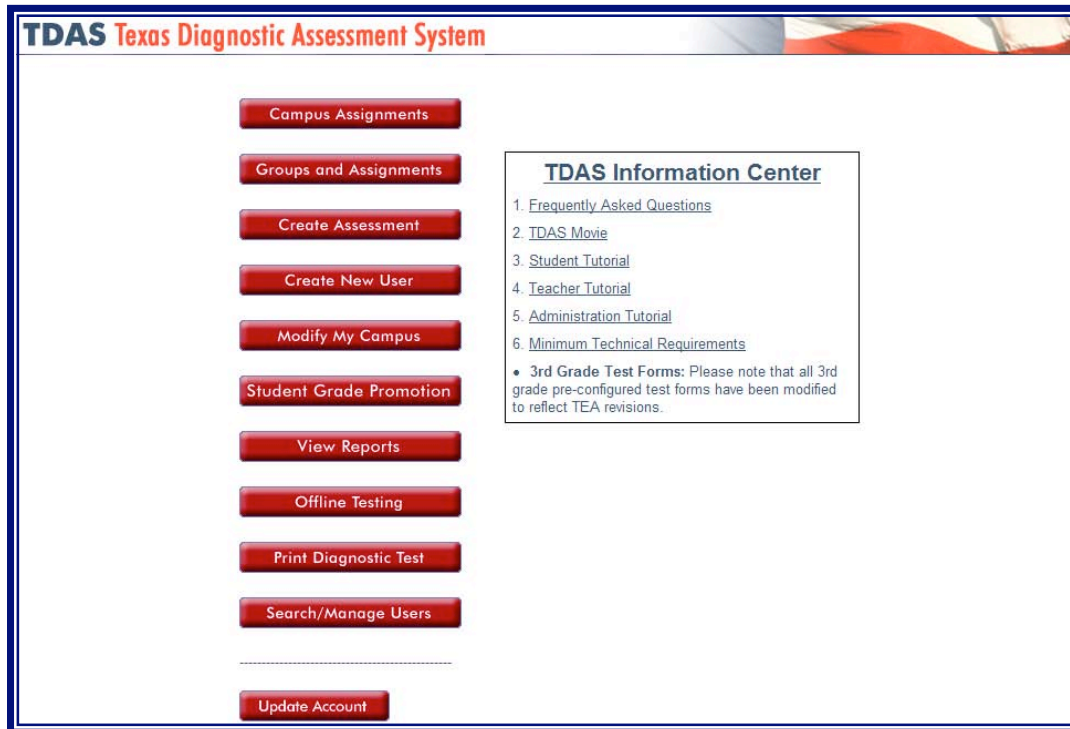 TDAS Texas Diagnostic Assessment System
Campus Assignments
Groups and Assignments
Create Assessment
Create New User
Modify My Campus
Student Grade Promotion
View Reports
Offline Testing
Print Diagnostic Test
Search/Manage Users
--------------------------------------------------
Update Account
TDAS Information Center
1. Frequently Asked Questions
2. TDAS Movie
3. Student Tutorial
4. Teacher Tutorial
5. Administration Tutorial
6. Minimum Technical Requirements
• 3rd Grade Test Forms: Please note that all 3rd
grade pre-configured test forms have been modified
to reflect TEA revisions.